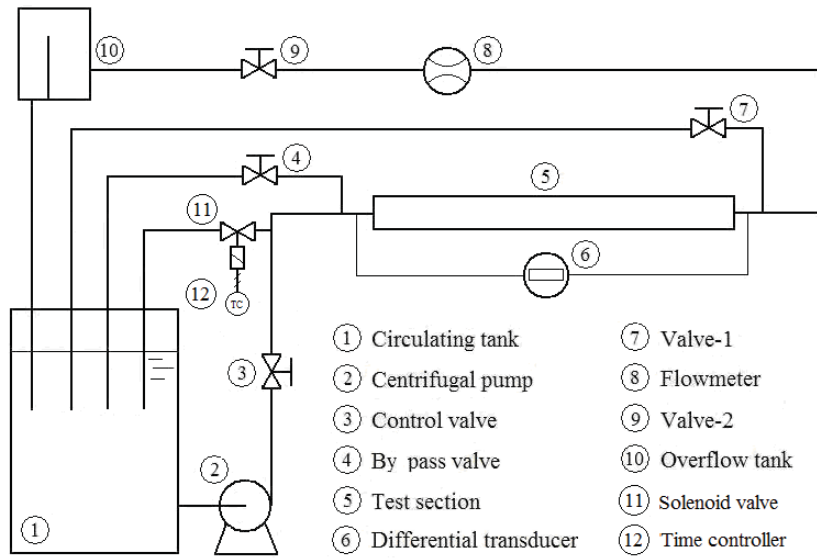 10
9
8
7
4
5
11
6
12
TC
1 Circulating tank
7 Valve-1
2 Centrifugal pump
8 Flowmeter
3
3 Control valve
9 Valve-2
4 By pass valve
10 Overflow tank
2
5 Test section
11 Solenoid valve
1
6 Differential transducer
12 Time controller